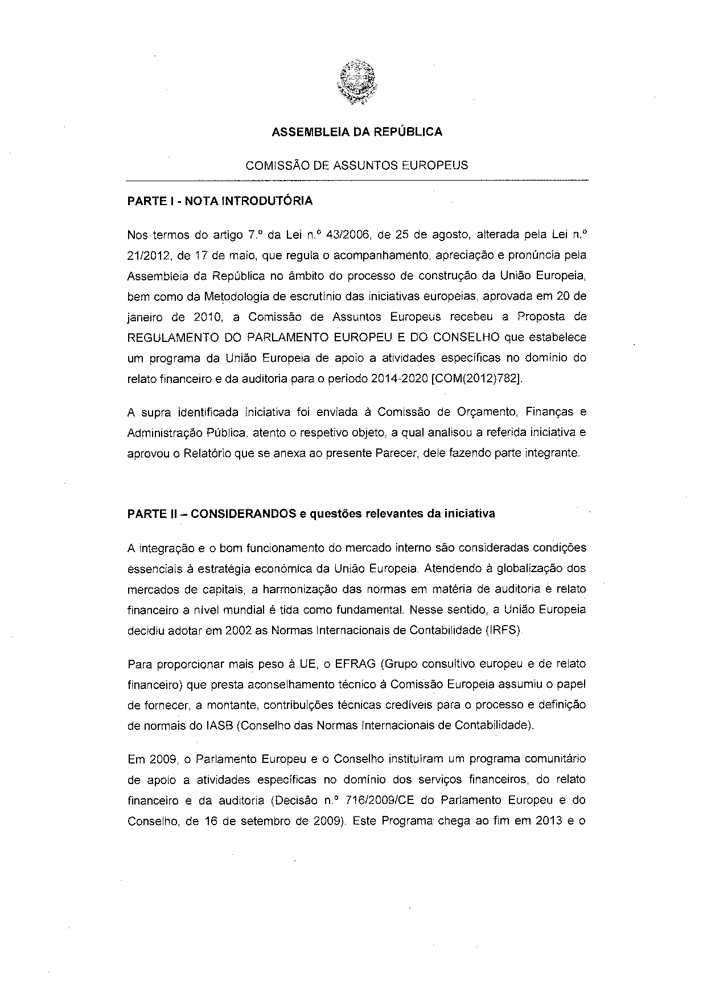 ASSEMBLEIA DA REPÚBLICA
COMISSÃO DE ASSUNTOS EUROPEUS
PARTE I - NOTA INTRODUTÓRIA
Nos termos do artigo 7.º da Lei n.º 43/2006, de 25 de agosto, alterada pela Lei n.º
21/2012, de 17 de maio, que regula o acompanhamento, apreciação e pronúncia pela
Assembleia da República no âmbito do processo de construção da União Europeia,
bem como da Metodologia de escrutínio das iniciativas europeias, aprovada em 20 de
janeiro de 2010, a Comissão de Assuntos Europeus recebeu a Proposta de
REGULAMENTO DO PARLAMENTO EUROPEU E DO CONSELHO que estabelece
um programa da União Europeia de apoio a atividades específicas no domínio do
relato financeiro e da auditoria para o período 2014-2020 [COM(2012)782].
A supra identificada iniciativa foi enviada à Comissão de Orçamento, Finanças e
Administração Pública, atento o respetivo objeto, a qual analisou a referida iniciativa e
aprovou o Relatório que se anexa ao presente Parecer, dele fazendo parte integrante.
PARTE II – CONSIDERANDOS e questões relevantes da iniciativa
A integração e o bom funcionamento do mercado interno são consideradas condições
essenciais à estratégia económica da União Europeia. Atendendo à globalização dos
mercados de capitais, a harmonização das normas em matéria de auditoria e relato
financeiro a nível mundial é tida como fundamental. Nesse sentido, a União Europeia
decidiu adotar em 2002 as Normas Internacionais de Contabilidade (IRFS).
Para proporcionar mais peso à UE, o EFRAG (Grupo consultivo europeu e de relato
financeiro) que presta aconselhamento técnico à Comissão Europeia assumiu o papel
de fornecer, a montante, contribuições técnicas credíveis para o processo e definição
de normais do IASB (Conselho das Normas Internacionais de Contabilidade).
Em 2009, o Parlamento Europeu e o Conselho instituíram um programa comunitário
de apoio a atividades específicas no domínio dos serviços financeiros, do relato
financeiro e da auditoria (Decisão n.º 716/2009/CE do Parlamento Europeu e do
Conselho, de 16 de setembro de 2009). Este Programa chega ao fim em 2013 e o